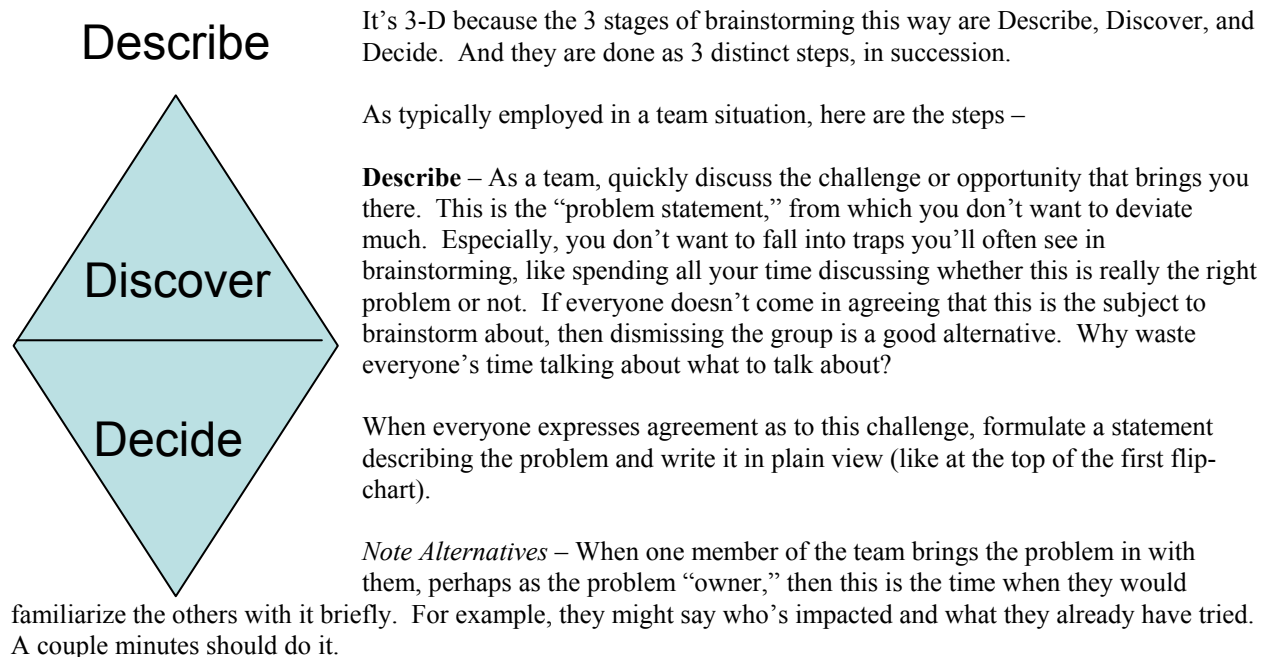 Describe
Discover
Decide
It’s 3-D because the 3 stages of brainstorming this way are Describe, Discover, and
Decide. And they are done as 3 distinct steps, in succession.
As typically employed in a team situation, here are the steps –
Describe – As a team, quickly discuss the challenge or opportunity that brings you
there. This is the “problem statement,” from which you don’t want to deviate
much. Especially, you don’t want to fall into traps you’ll often see in
brainstorming, like spending all your time discussing whether this is really the right
problem or not. If everyone doesn’t come in agreeing that this is the subject to
brainstorm about, then dismissing the group is a good alternative. Why waste
everyone’s time talking about what to talk about?
When everyone expresses agreement as to this challenge, formulate a statement
describing the problem and write it in plain view (like at the top of the first flip-
chart).
Note Alternatives – When one member of the team brings the problem in with
them, perhaps as the problem “owner,” then this is the time when they would
familiarize the others with it briefly. For example, they might say who’s impacted and what they already have tried.
A couple minutes should do it.